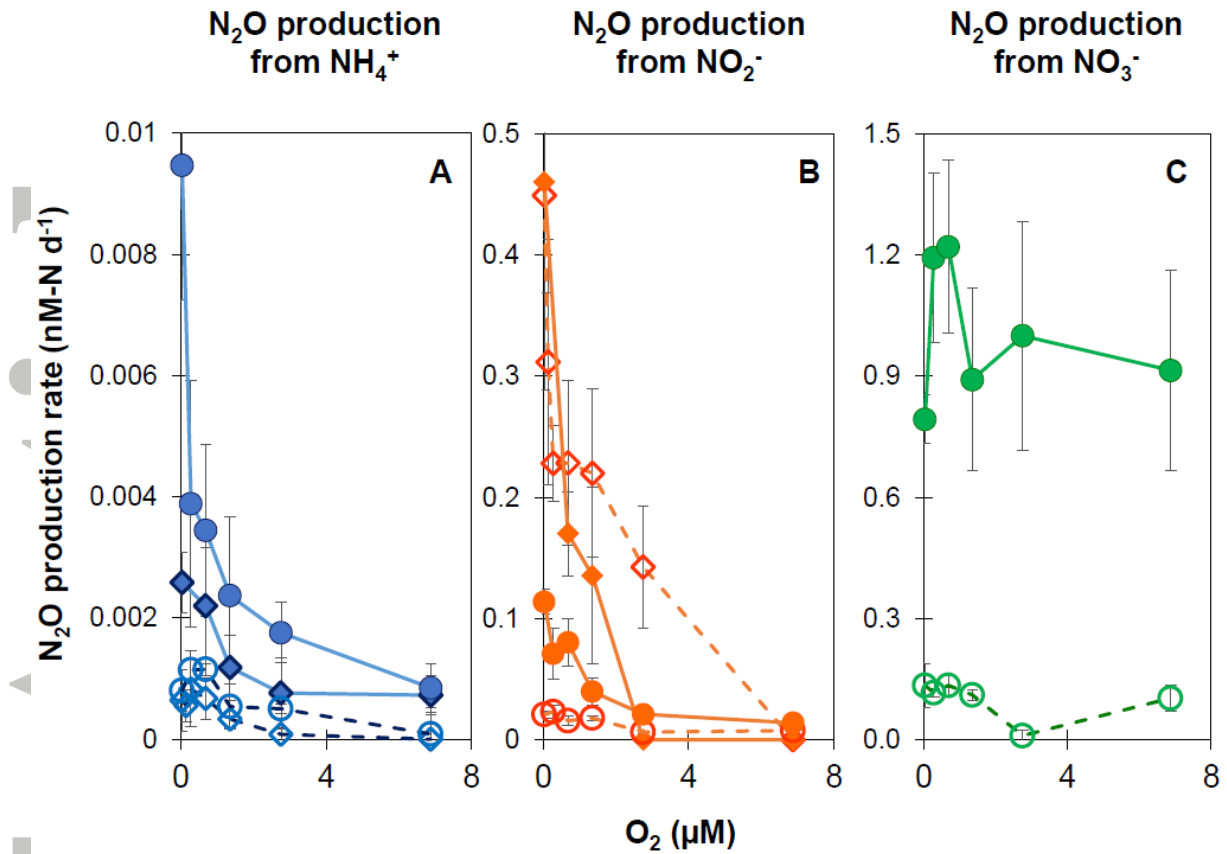 N₂O production
from NH₄⁺
N₂O production
from NO₂⁻
N₂O production
from NO₃⁻
N₂O production rate (nM-N d⁻¹)
0.01
0.008
0.006
0.004
0.002
0
A
0 4 8
0.5
0.4
0.3
0.2
0.1
0
B
0 4 8
1.5
1.2
0.9
0.6
0.3
0.0
C
0 4 8
O₂ (µM)